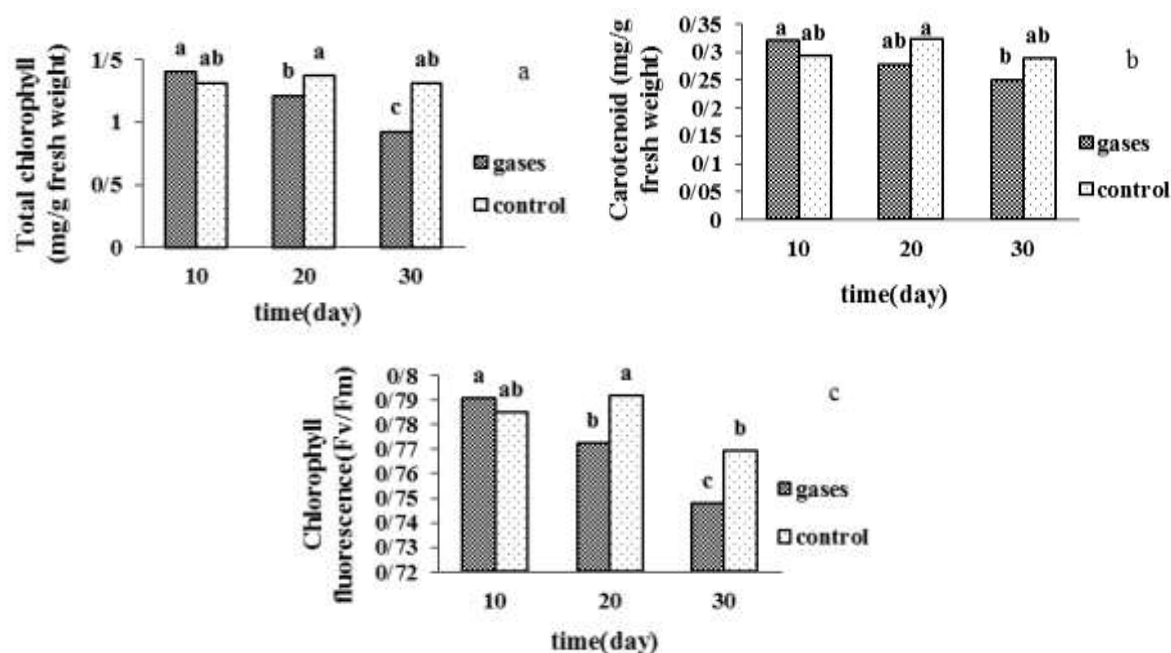 Total chlorophyll
(mg/g fresh weight)
1/5
1
0/5
0
a
ab
b
a
c
ab
10
20
30
time(day)
gases
control
a
Carotenoid (mg/g
fresh weight)
0/35
0/3
0/25
0/2
0/15
0/1
0/05
0
a
ab
ab
a
b
ab
10
20
30
time(day)
gases
control
b
Chlorophyll
fluorescence(Fv/Fm)
0/8
0/79
0/78
0/77
0/76
0/75
0/74
0/73
0/72
a
ab
b
a
c
b
10
20
30
time(day)
gases
control
c